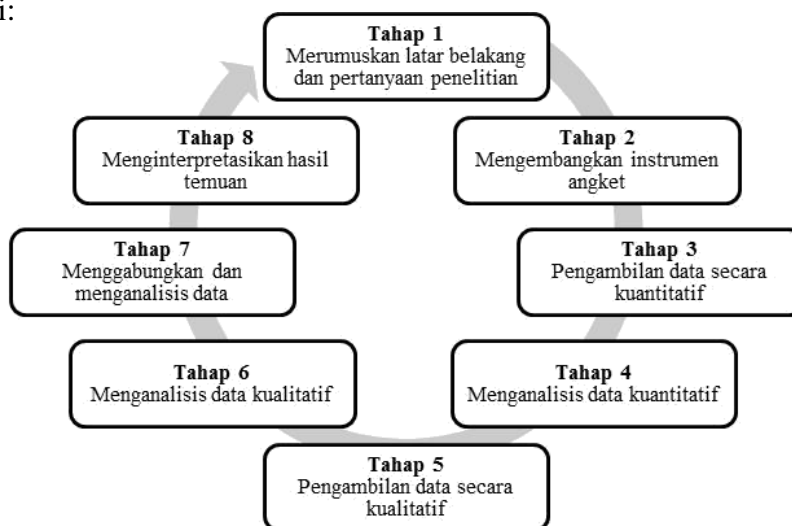 i:
Tahap 1
Merumuskan latar belakang
dan pertanyaan penelitian
Tahap 2
Mengembangkan instrumen
angket
Tahap 3
Pengambilan data secara
kuantitatif
Tahap 4
Menganalisis data kuantitatif
Tahap 5
Pengambilan data secara
kualitatif
Tahap 6
Menganalisis data kualitatif
Tahap 7
Menggabungkan dan
menganalisis data
Tahap 8
Menginterpretasikan hasil
temuan